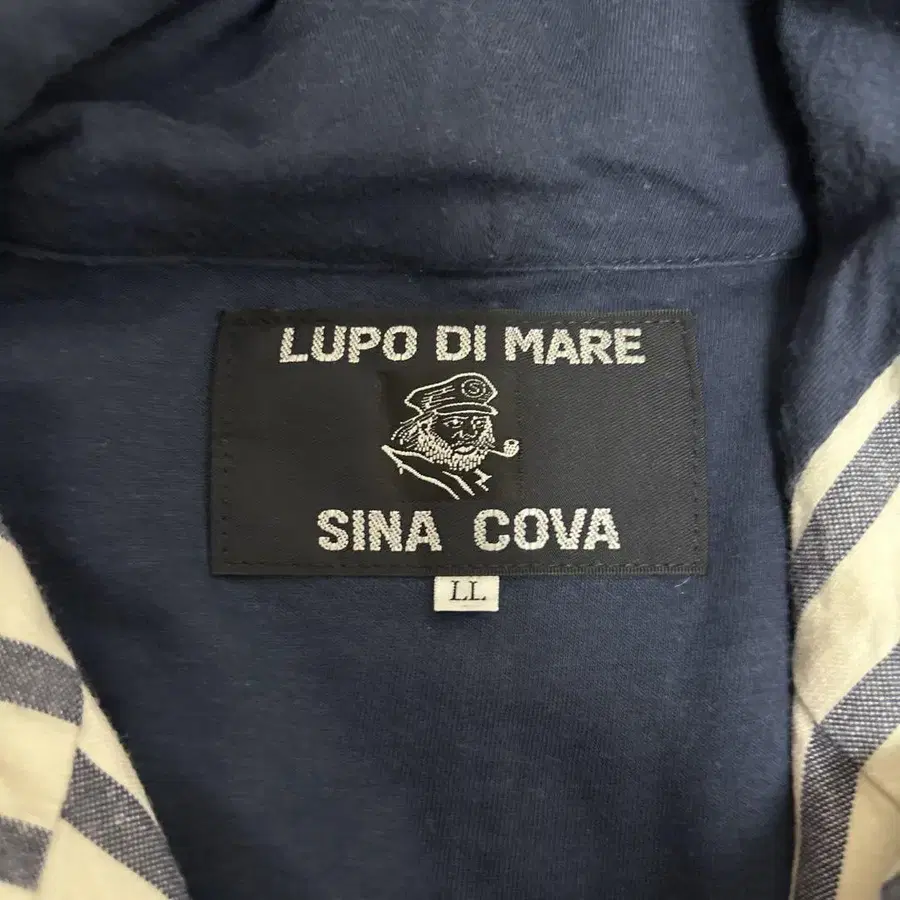 LUPO DI MARE
S
SINA COVA
LL